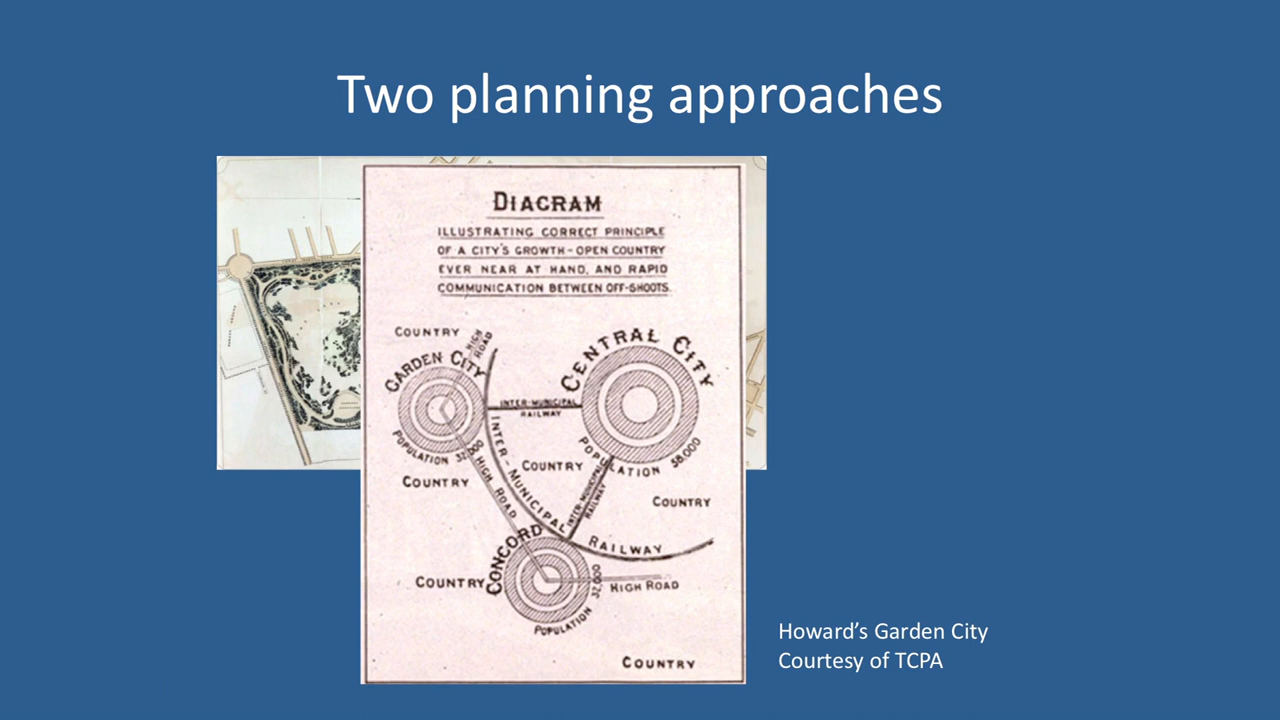 Two planning approaches
DIAGRAM
ILLUSTRATING CORRECT PRINCIPLE
OF A CITY'S GROWTH – OPEN COUNTRY
EVER NEAR AT HAND, AND RAPID
COMMUNICATION BETWEEN OFF-SHOOTS.
COUNTRY
HIGH ROAD
GARDEN CITY
CENTRAL CITY
INTER-MUNICIPAL
RAILWAY
POPULATION 32,000
POPULATION 58,000
COUNTRY
COUNTRY
HIGH ROAD
INTER-MUNICIPAL
RAILWAY
COUNTRY
INTER-MUNICIPAL RAILWAY
CONCORD
COUNTRY
HIGH ROAD
POPULATION 32,000
COUNTRY
Howard's Garden City
Courtesy of TCPA